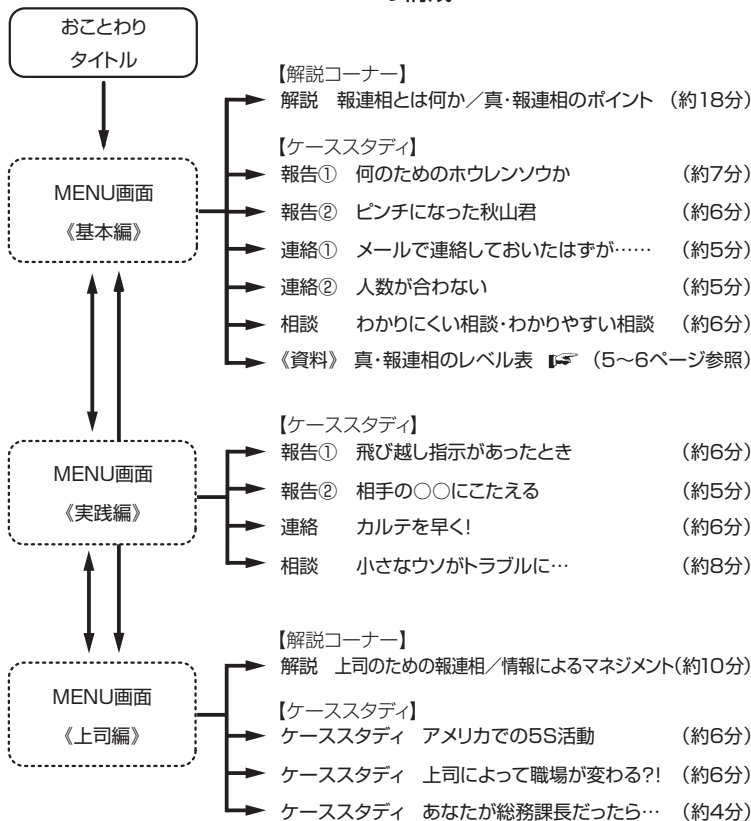 おことわり
タイトル
MENU画面
《基本編》
【解説コーナー】
解説 報連相とは何か/真・報連相のポイント (約18分)
【ケーススタディ】
報告① 何のためのホウレンソウか (約7分)
報告② ピンチになった秋山君 (約6分)
連絡① メールで連絡しておいたはずが…… (約5分)
連絡② 人数が合わない (約5分)
相談 わかりにくい相談・わかりやすい相談 (約6分)
《資料》 真・報連相のレベル表 ☞ (5~6ページ参照)
MENU画面
《実践編》
【ケーススタディ】
報告① 飛び越し指示があったとき (約6分)
報告② 相手の○○にこたえる (約5分)
連絡 カルテを早く! (約6分)
相談 小さなウソがトラブルに… (約8分)
MENU画面
《上司編》
【解説コーナー】
解説 上司のための報連相/情報によるマネジメント(約10分)
【ケーススタディ】
ケーススタディ アメリカでの5S活動 (約6分)
ケーススタディ 上司によって職場が変わる?! (約6分)
ケーススタディ あなたが総務課長だったら… (約4分)